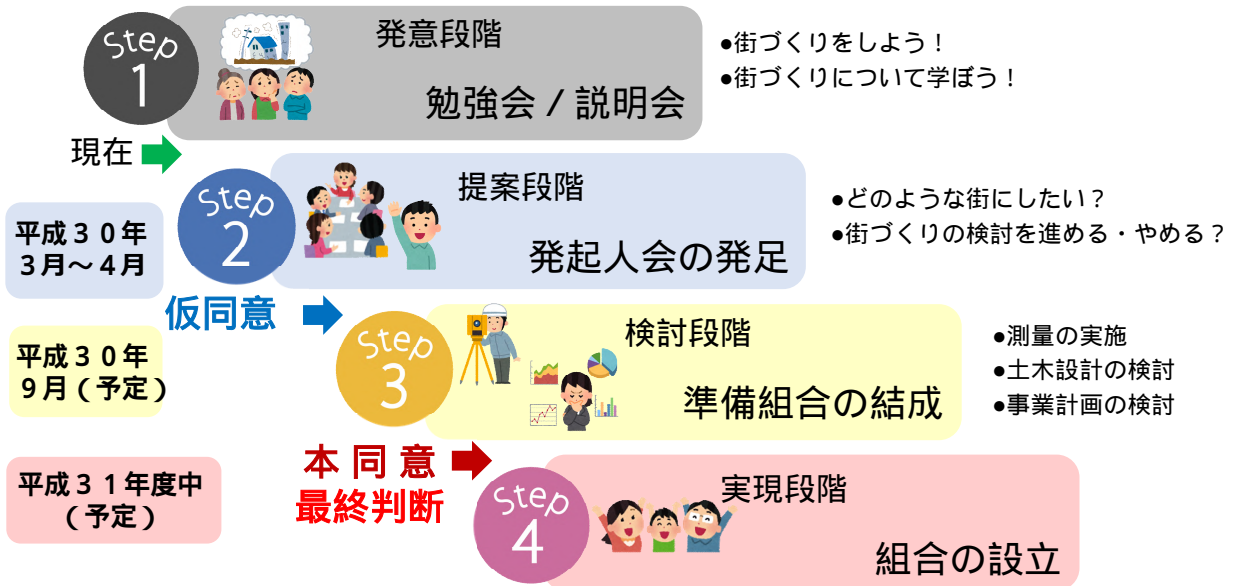 Step
1
発意段階
勉強会 / 説明会
●街づくりをしよう！
●街づくりについて学ぼう！
現在
Step
2
提案段階
発起人会の発足
●どのような街にしたい？
●街づくりの検討を進める・やめる？
平成３０年
３月～４月
仮同意
Step
3
検討段階
準備組合の結成
●測量の実施
●土木設計の検討
●事業計画の検討
平成３０年
９月（予定）
本 同 意
最終判断
Step
4
実現段階
組合の設立
平成３１年度中
（予定）